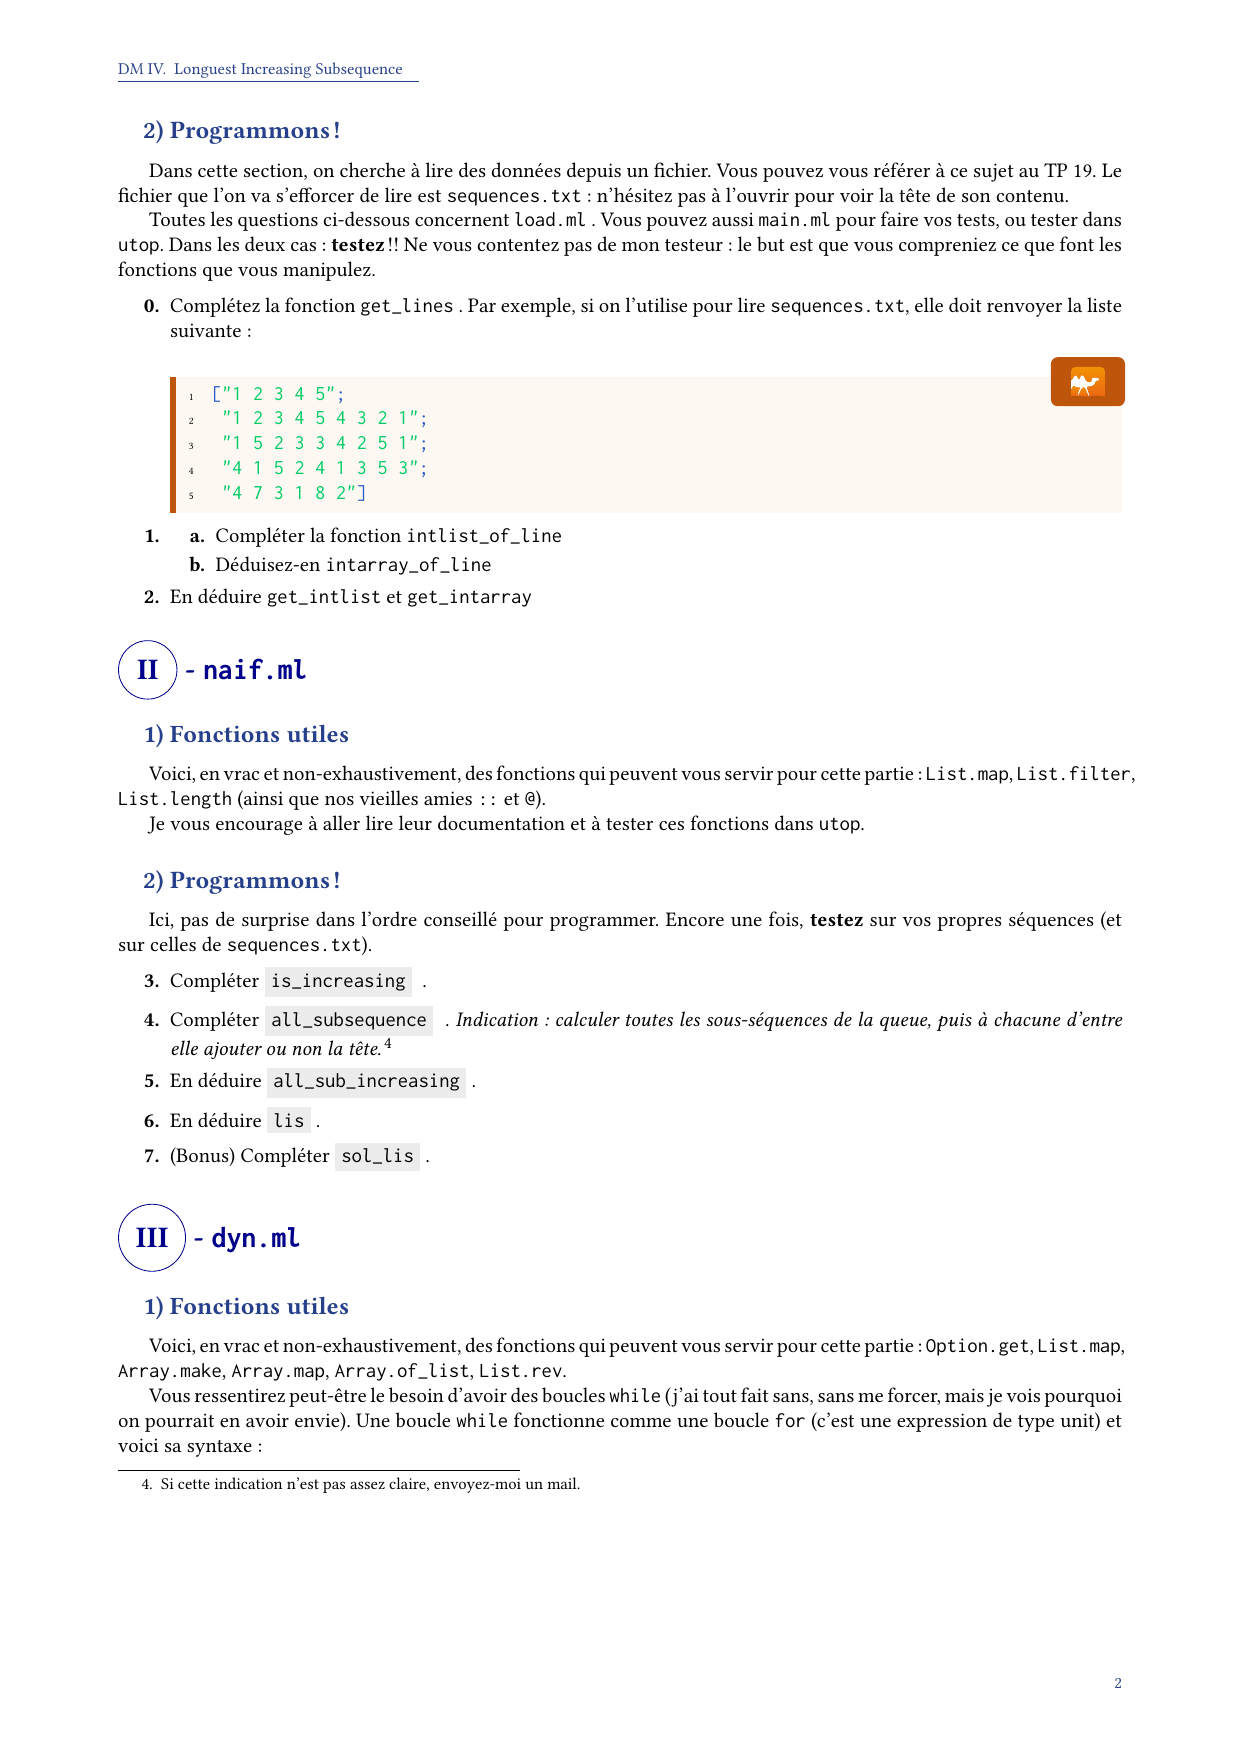 DM IV. Longuest Increasing Subsequence
2) Programmons !
Dans cette section, on cherche à lire des données depuis un fichier. Vous pouvez vous référer à ce sujet au TP 19. Le
fichier que l'on va s'efforcer de lire est sequences.txt : n'hésitez pas à l'ouvrir pour voir la tête de son contenu.
Toutes les questions ci-dessous concernent load.ml . Vous pouvez aussi main.ml pour faire vos tests, ou tester dans
utop. Dans les deux cas : testez !! Ne vous contentez pas de mon testeur : le but est que vous compreniez ce que font les
fonctions que vous manipulez.
0. Complétez la fonction get_lines . Par exemple, si on l'utilise pour lire sequences.txt, elle doit renvoyer la liste
suivante :
1 ["1 2 3 4 5";
2 "1 2 3 4 5 4 3 2 1";
3 "1 5 2 3 3 4 2 5 1";
4 "4 1 5 2 4 1 3 5 3";
5 "4 7 3 1 8 2"]
1. a. Compléter la fonction intlist_of_line
b. Déduisez-en intarray_of_line
2. En déduire get_intlist et get_intarray
II - naif.ml
1) Fonctions utiles
Voici, en vrac et non-exhaustivement, des fonctions qui peuvent vous servir pour cette partie : List.map, List.filter,
List.length (ainsi que nos vieilles amies :: et @).
Je vous encourage à aller lire leur documentation et à tester ces fonctions dans utop.
2) Programmons !
Ici, pas de surprise dans l'ordre conseillé pour programmer. Encore une fois, testez sur vos propres séquences (et
sur celles de sequences.txt).
3. Compléter is_increasing .
4. Compléter all_subsequence . Indication : calculer toutes les sous-séquences de la queue, puis à chacune d'entre
elle ajouter ou non la tête. 4
5. En déduire all_sub_increasing .
6. En déduire lis .
7. (Bonus) Compléter sol_lis .
III - dyn.ml
1) Fonctions utiles
Voici, en vrac et non-exhaustivement, des fonctions qui peuvent vous servir pour cette partie : Option.get, List.map,
Array.make, Array.map, Array.of_list, List.rev.
Vous ressentirez peut-être le besoin d'avoir des boucles while (j'ai tout fait sans, sans me forcer, mais je vois pourquoi
on pourrait en avoir envie). Une boucle while fonctionne comme une boucle for (c'est une expression de type unit) et
voici sa syntaxe :
4. Si cette indication n'est pas assez claire, envoyez-moi un mail.
2